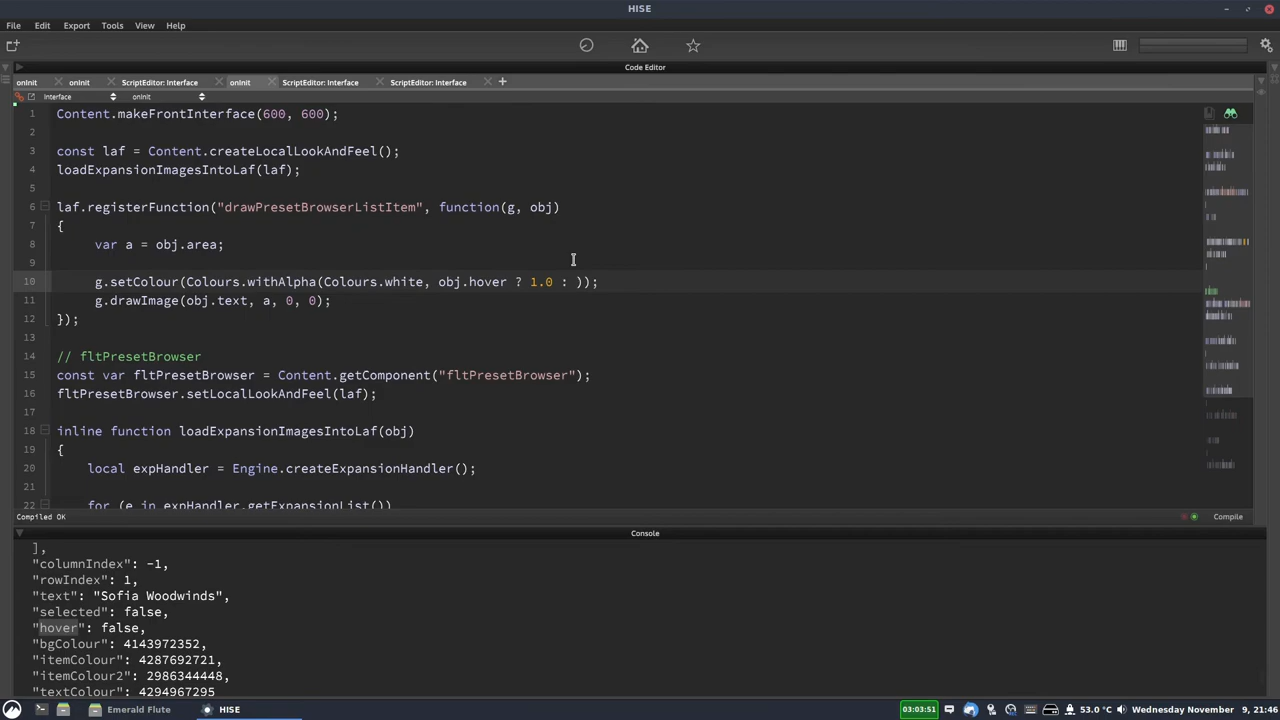 HISE
File Edit Export Tools View Help
Code Editor
onInit onInit ScriptEditor: Interface onInit ScriptEditor: Interface ScriptEditor: Interface
Interface onInit
1 Content.makeFrontInterface(600, 600);
2
3 const laf = Content.createLocalLookAndFeel();
4 loadExpansionImagesIntoLaf(laf);
5
6 laf.registerFunction("drawPresetBrowserListItem", function(g, obj)
7 {
8 var a = obj.area;
9
10 g.setColour(Colours.withAlpha(Colours.white, obj.hover ? 1.0 : ));
11 g.drawImage(obj.text, a, 0, 0);
12 });
13
14 // fltPresetBrowser
15 const var fltPresetBrowser = Content.getComponent("fltPresetBrowser");
16 fltPresetBrowser.setLocalLookAndFeel(laf);
17
18 inline function loadExpansionImagesIntoLaf(obj)
19 {
20 local expHandler = Engine.createExpansionHandler();
21
22 for (e in expHandler.getExpansionList())
Compiled OK Compile
Console
],
"columnIndex": -1,
"rowIndex": 1,
"text": "Sofia Woodwinds",
"selected": false,
"hover": false,
"bgColour": 4143972352,
"itemColour": 4287692721,
"itemColour2": 2986344448,
"textColour": 4294967295
Emerald Flute HISE 03:03:51 53.0 °C Wednesday November 9, 21:46